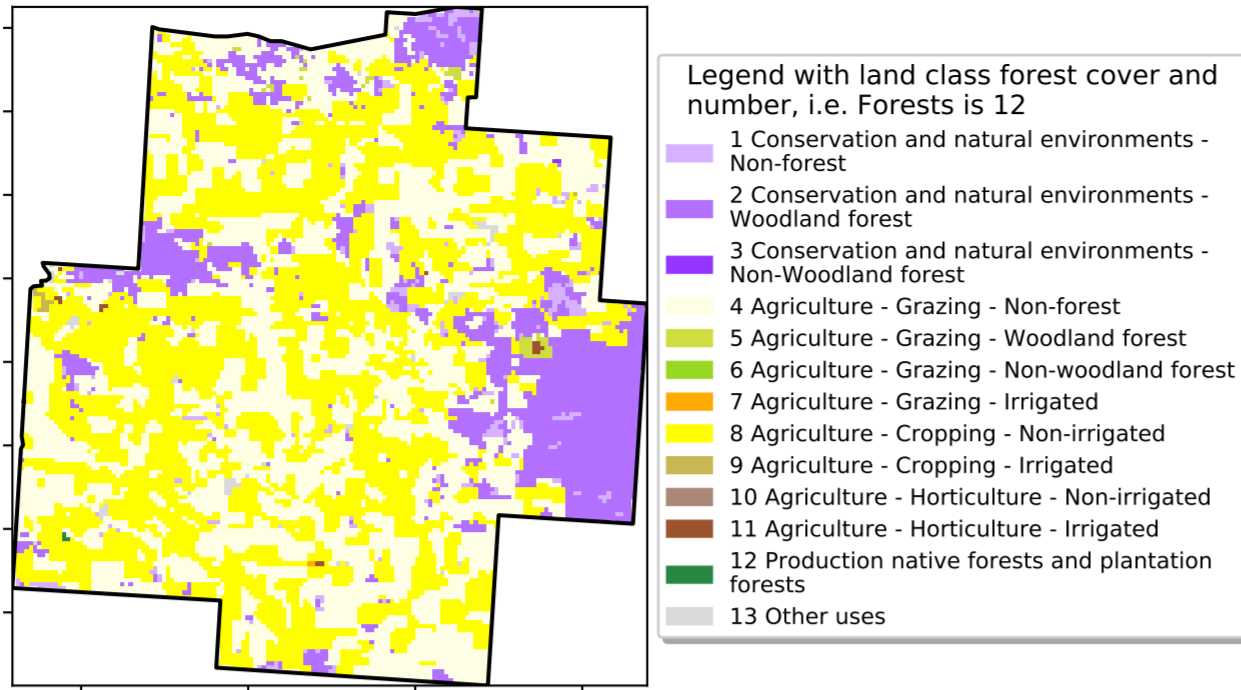 Legend with land class forest cover and
number, i.e. Forests is 12
1 Conservation and natural environments -
Non-forest
2 Conservation and natural environments -
Woodland forest
3 Conservation and natural environments -
Non-Woodland forest
4 Agriculture - Grazing - Non-forest
5 Agriculture - Grazing - Woodland forest
6 Agriculture - Grazing - Non-woodland forest
7 Agriculture - Grazing - Irrigated
8 Agriculture - Cropping - Non-irrigated
9 Agriculture - Cropping - Irrigated
10 Agriculture - Horticulture - Non-irrigated
11 Agriculture - Horticulture - Irrigated
12 Production native forests and plantation
forests
13 Other uses